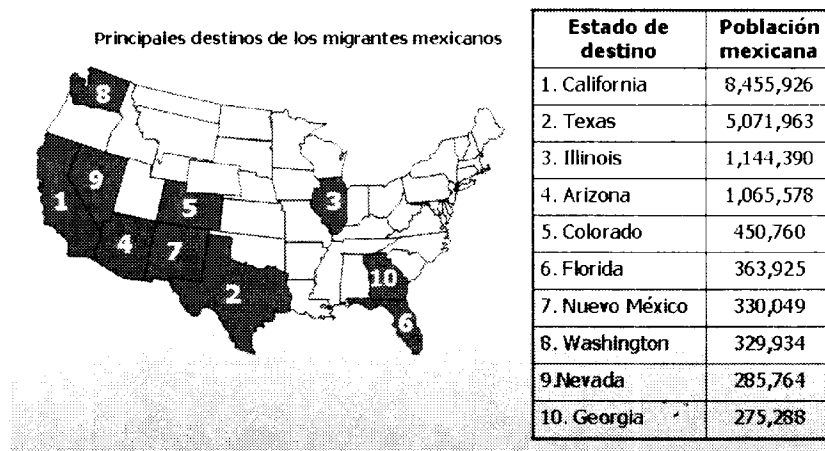 Principales destinos de los migrantes mexicanos
8
9
1
5
3
4
7
2
10
6
Estado de destino Población mexicana
1. California 8,455,926
2. Texas 5,071,963
3. Illinois 1,144,390
4. Arizona 1,065,578
5. Colorado 450,760
6. Florida 363,925
7. Nuevo México 330,049
8. Washington 329,934
9.Nevada 285,764
10. Georgia 275,288